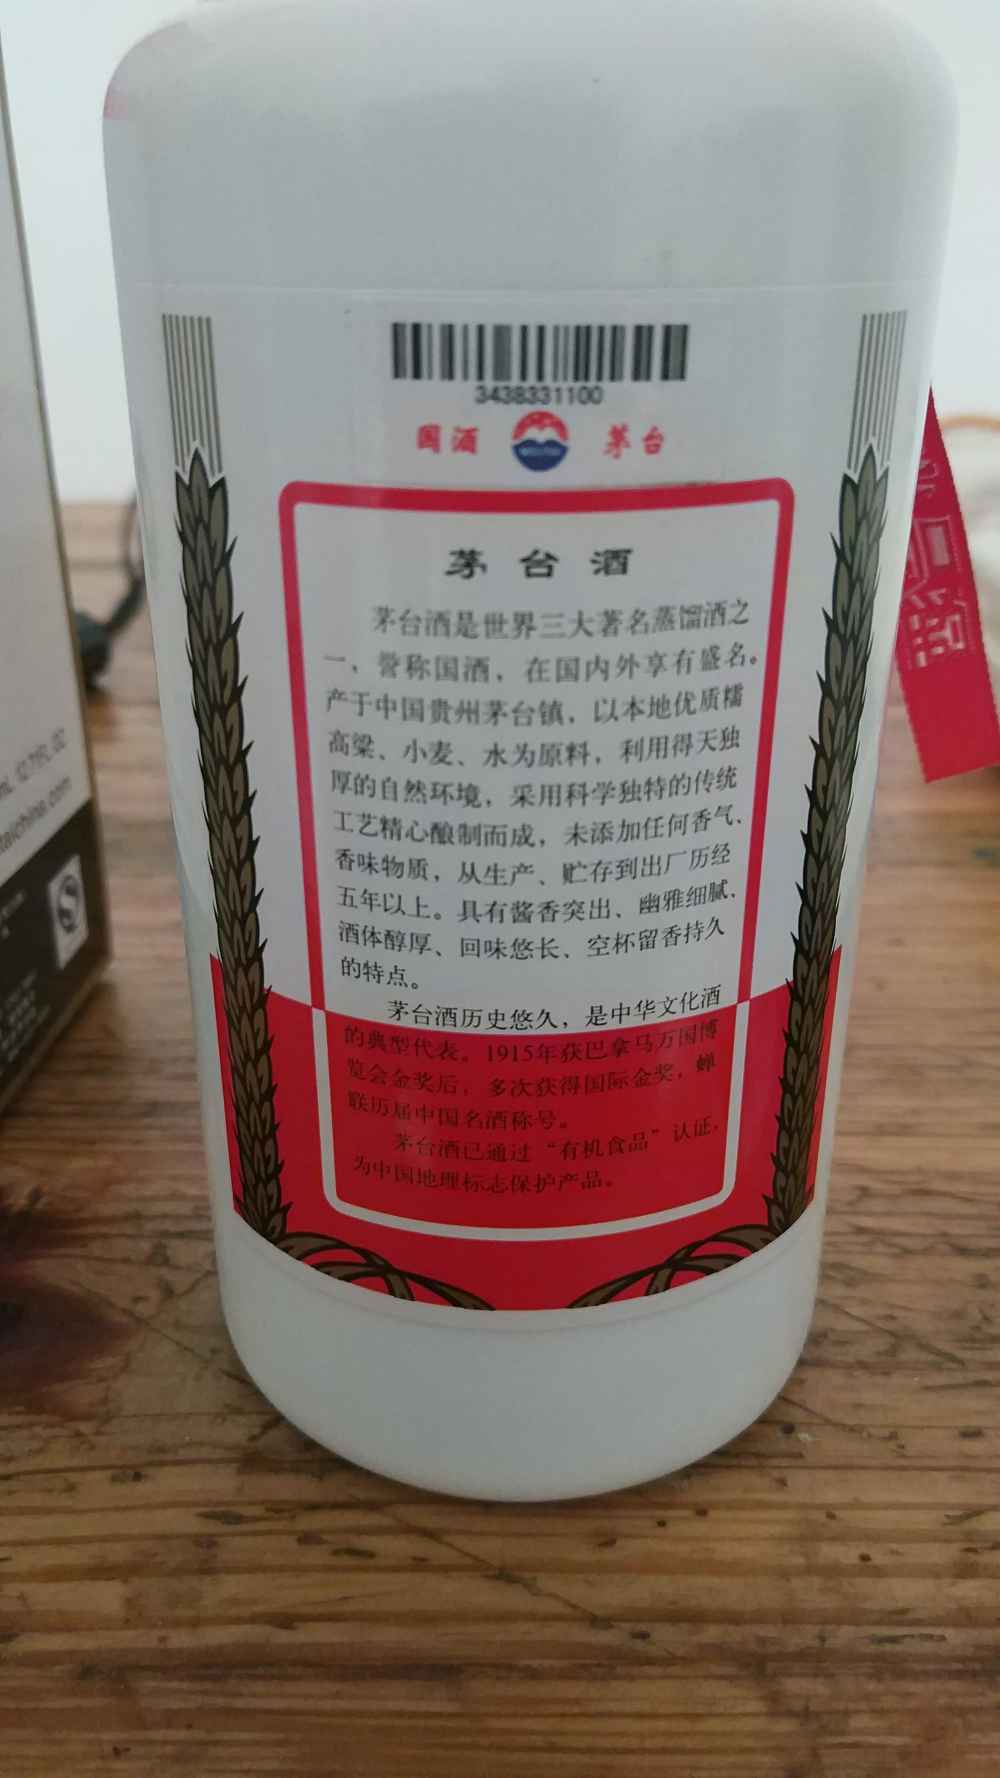 3438331100
国酒 茅台
茅台酒
茅台酒是世界三大著名蒸馏酒之
一，誉称国酒，在国内外享有盛名。
产于中国贵州茅台镇，以本地优质糯
高粱、小麦、水为原料，利用得天独
厚的自然环境，采用科学独特的传统
工艺精心酿制而成，未添加任何香气、
香味物质，从生产、贮存到出厂历经
五年以上。具有酱香突出、幽雅细腻、
酒体醇厚、回味悠长、空杯留香持久
的特点。
茅台酒历史悠久，是中华文化酒
的典型代表。1915年获巴拿马万国博
览会金奖后，多次获得国际金奖，蝉
联历届中国名酒称号。
茅台酒已通过“有机食品”认证，
为中国地理标志保护产品。
taichina.com